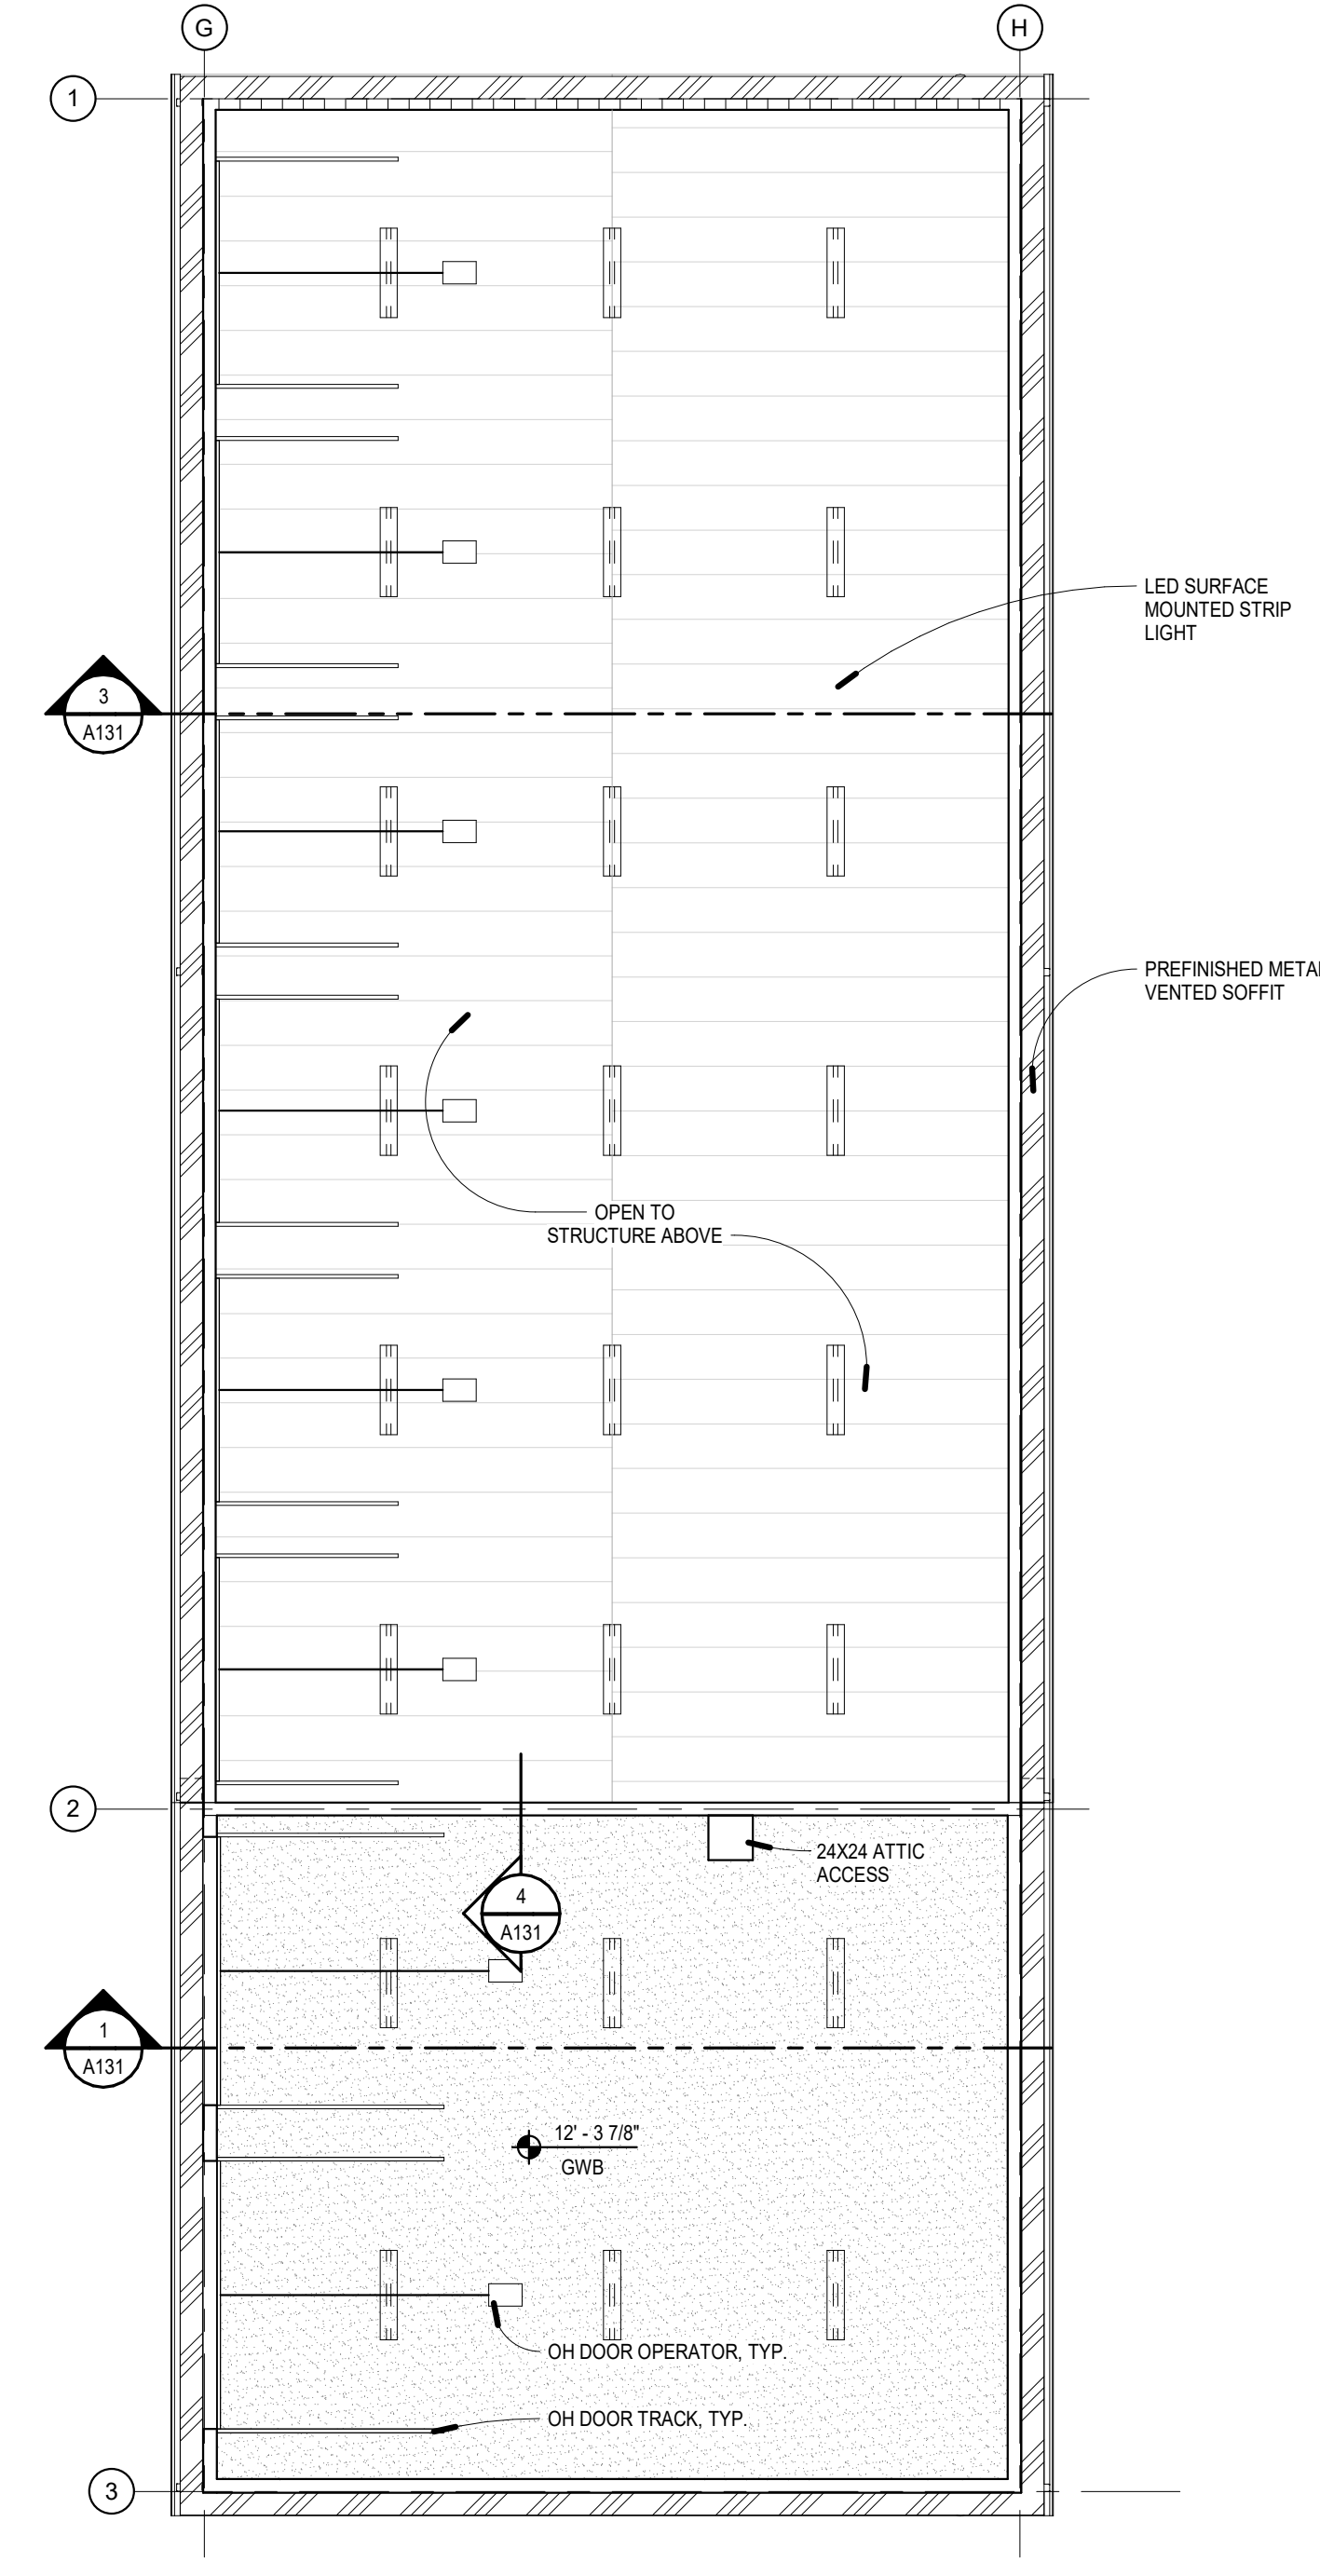 G
H
1
LED SURFACE
MOUNTED STRIP
LIGHT
3
A131
PREFINISHED META
VENTED SOFFIT
OPEN TO
STRUCTURE ABOVE
2
24X24 ATTIC
ACCESS
4
A131
1
A131
12' - 3 7/8"
GWB
OH DOOR OPERATOR, TYP.
OH DOOR TRACK, TYP.
3